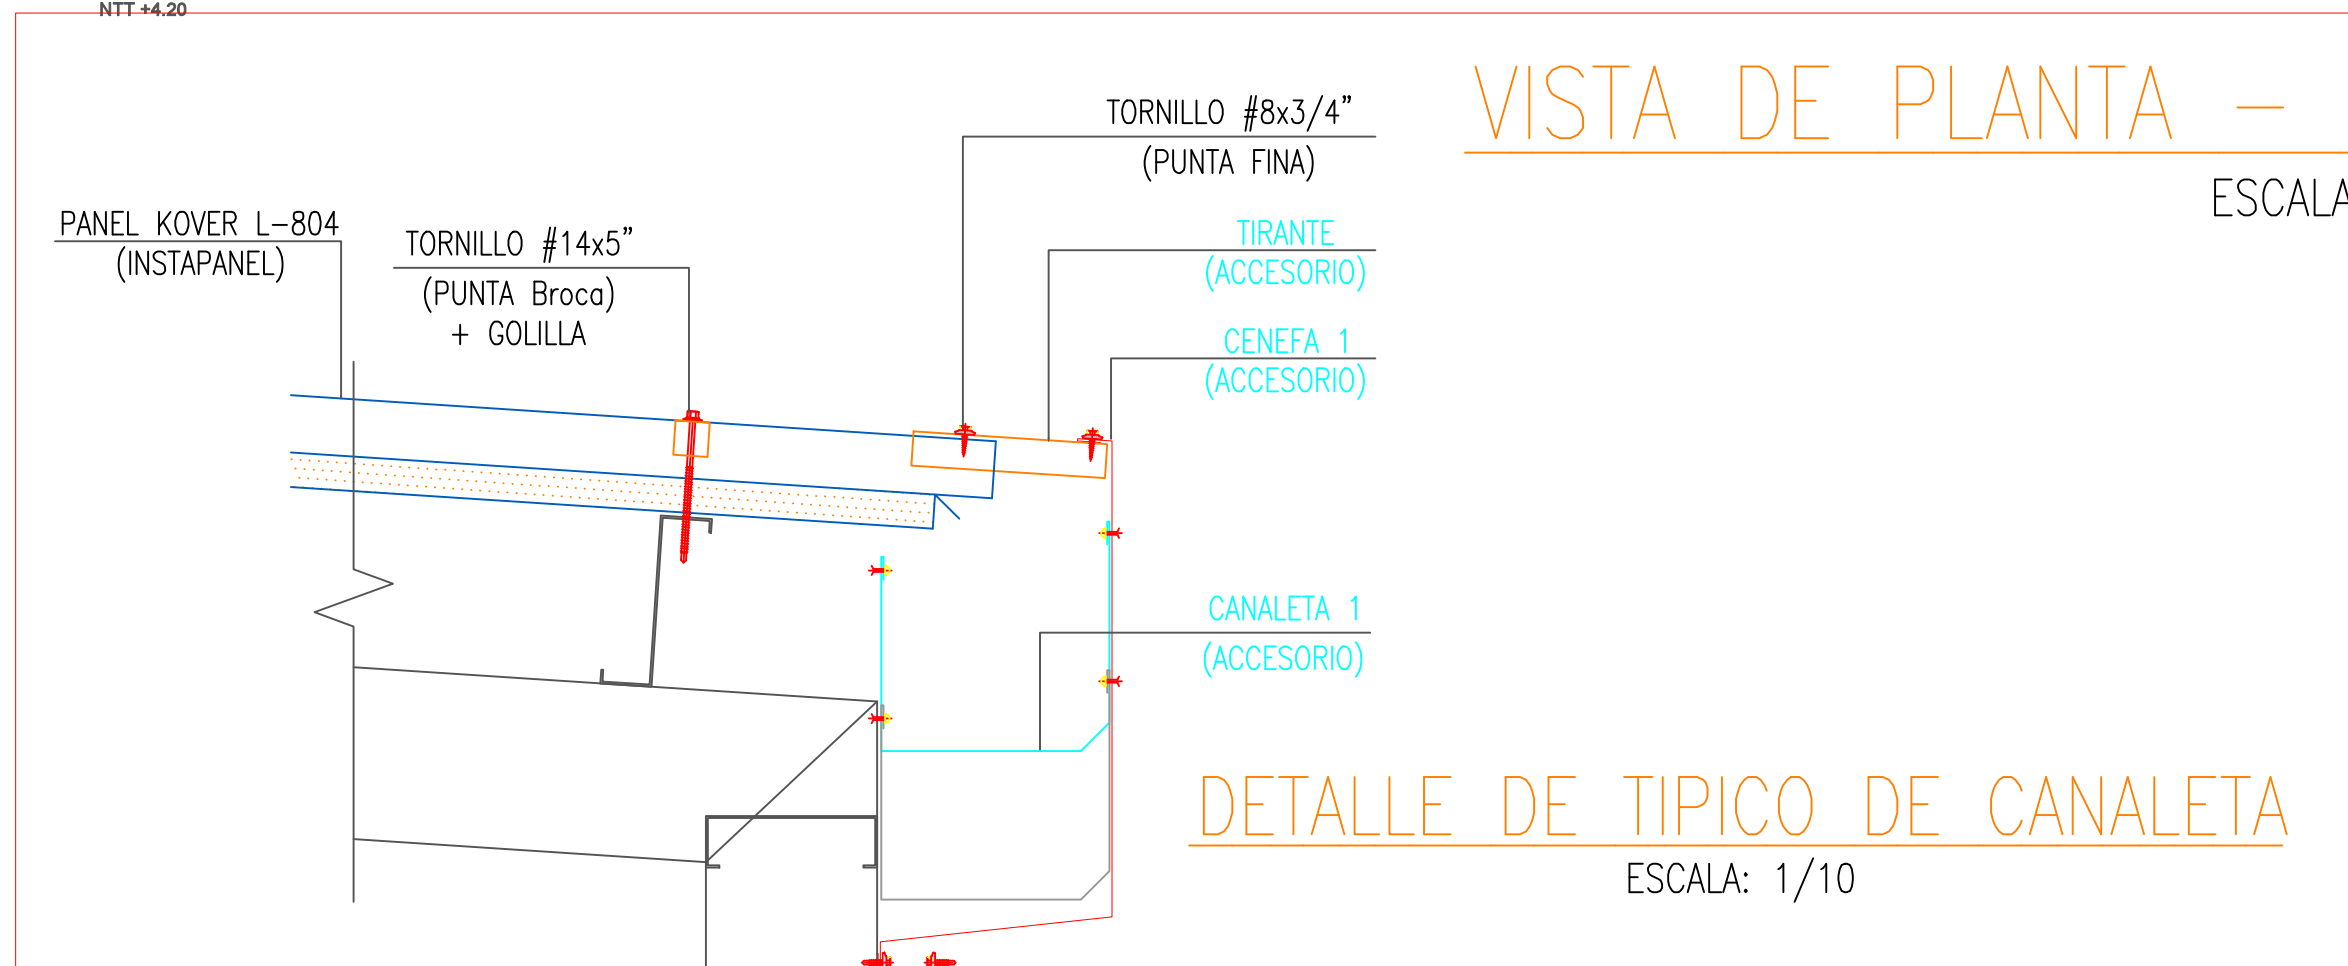 NTT +4.20
VISTA DE PLANTA –
ESCALA
TORNILLO #8x3/4”
(PUNTA FINA)
PANEL KOVER L-804
(INSTAPANEL)
TORNILLO #14x5”
(PUNTA Broca)
+ GOLILLA
TIRANTE
(ACCESORIO)
CENEFA 1
(ACCESORIO)
CANALETA 1
(ACCESORIO)
DETALLE DE TIPICO DE CANALETA
ESCALA: 1/10